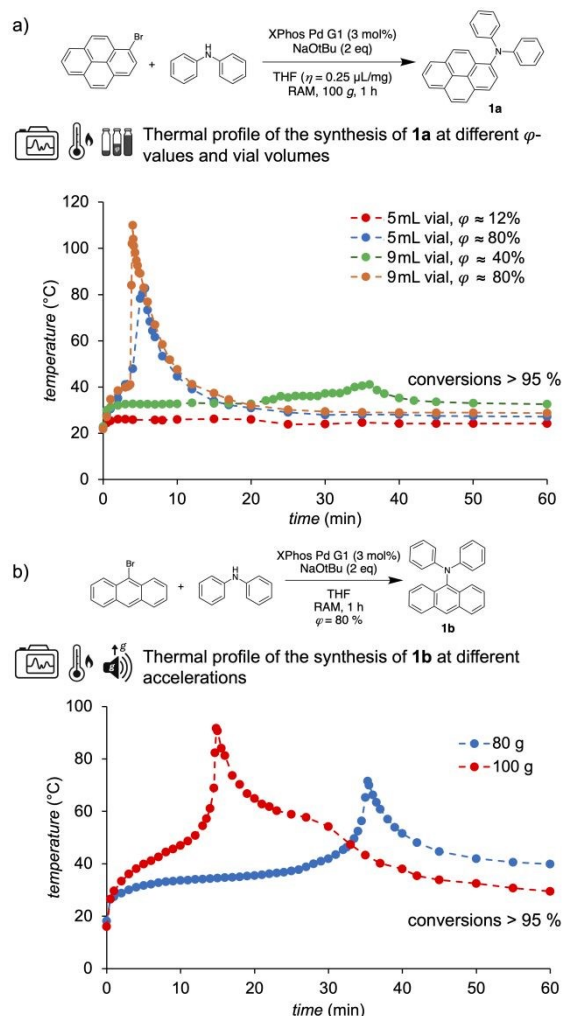 a)
Br
H
N
+
XPhos Pd G1 (3 mol%)
NaOtBu (2 eq)
THF (η = 0.25 µL/mg)
RAM, 100 g, 1 h
N
1a
Thermal profile of the synthesis of 1a at different φ-
values and vial volumes
temperature (°C)
120
100
80
60
40
20
0
5mL vial, φ ≈ 12%
5mL vial, φ ≈ 80%
9mL vial, φ ≈ 40%
9mL vial, φ ≈ 80%
conversions > 95 %
0 10 20 30 40 50 60
time (min)
b)
Br
H
N
+
XPhos Pd G1 (3 mol%)
NaOtBu (2 eq)
THF
RAM, 1 h
φ = 80 %
N
1b
g
g
Thermal profile of the synthesis of 1b at different
accelerations
temperature (°C)
100
80
60
40
20
0
80 g
100 g
conversions > 95 %
0 10 20 30 40 50 60
time (min)